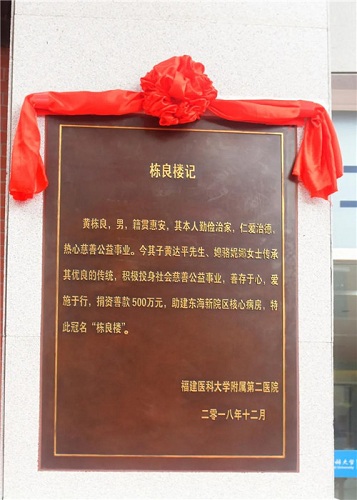 栋良楼记
黄栋良，男，籍贯惠安，其本人勤俭治家，仁爱治德，
热心慈善公益事业。今其子黄达平先生、媳骆妮娜女士传承
其优良的传统，积极投身社会慈善公益事业，善存于心，爱
施于行，捐资善款500万元，助建东海新院区核心病房，特
此冠名“栋良楼”。
福建医科大学附属第二医院
二零一八年十二月